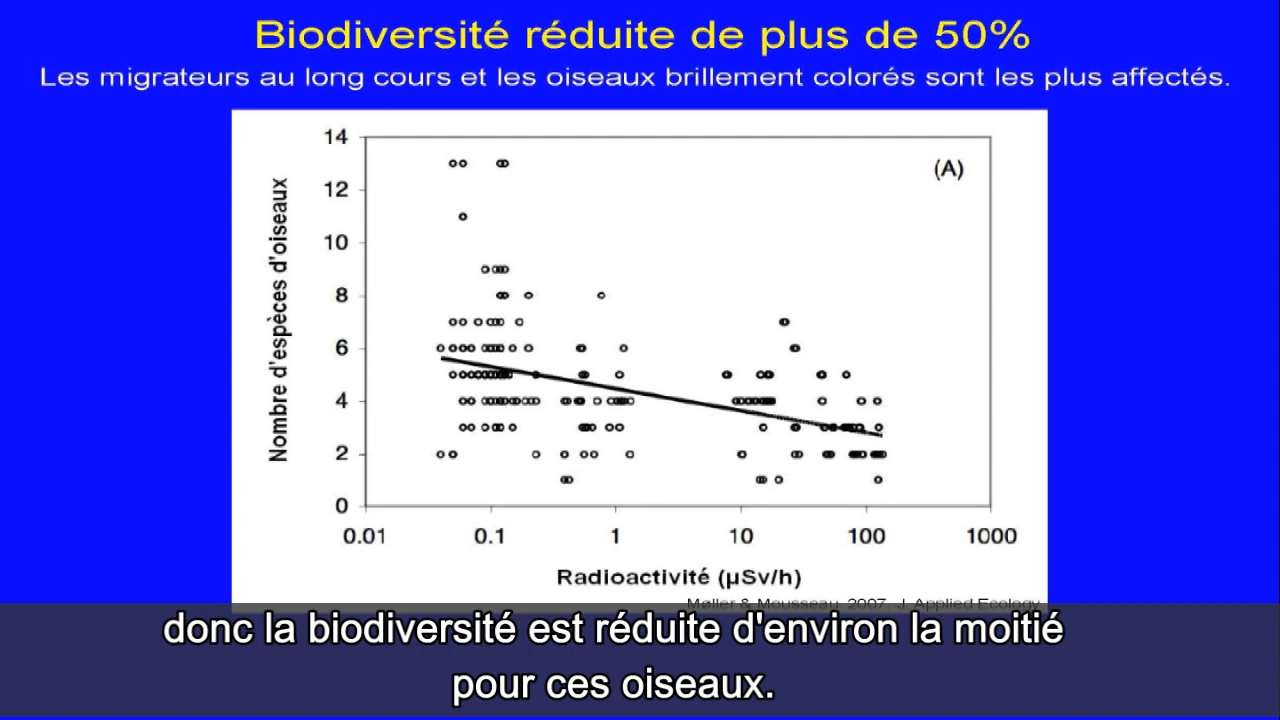 Biodiversité réduite de plus de 50%
Les migrateurs au long cours et les oiseaux brillement colorés sont les plus affectés.
(A)
Nombre d'espèces d'oiseaux
14
12
10
8
6
4
2
0
0.01 0.1 1 10 100 1000
Radioactivité (µSv/h)
Møller & Mousseau, 2007, J. Applied Ecology
donc la biodiversité est réduite d'environ la moitié
pour ces oiseaux.